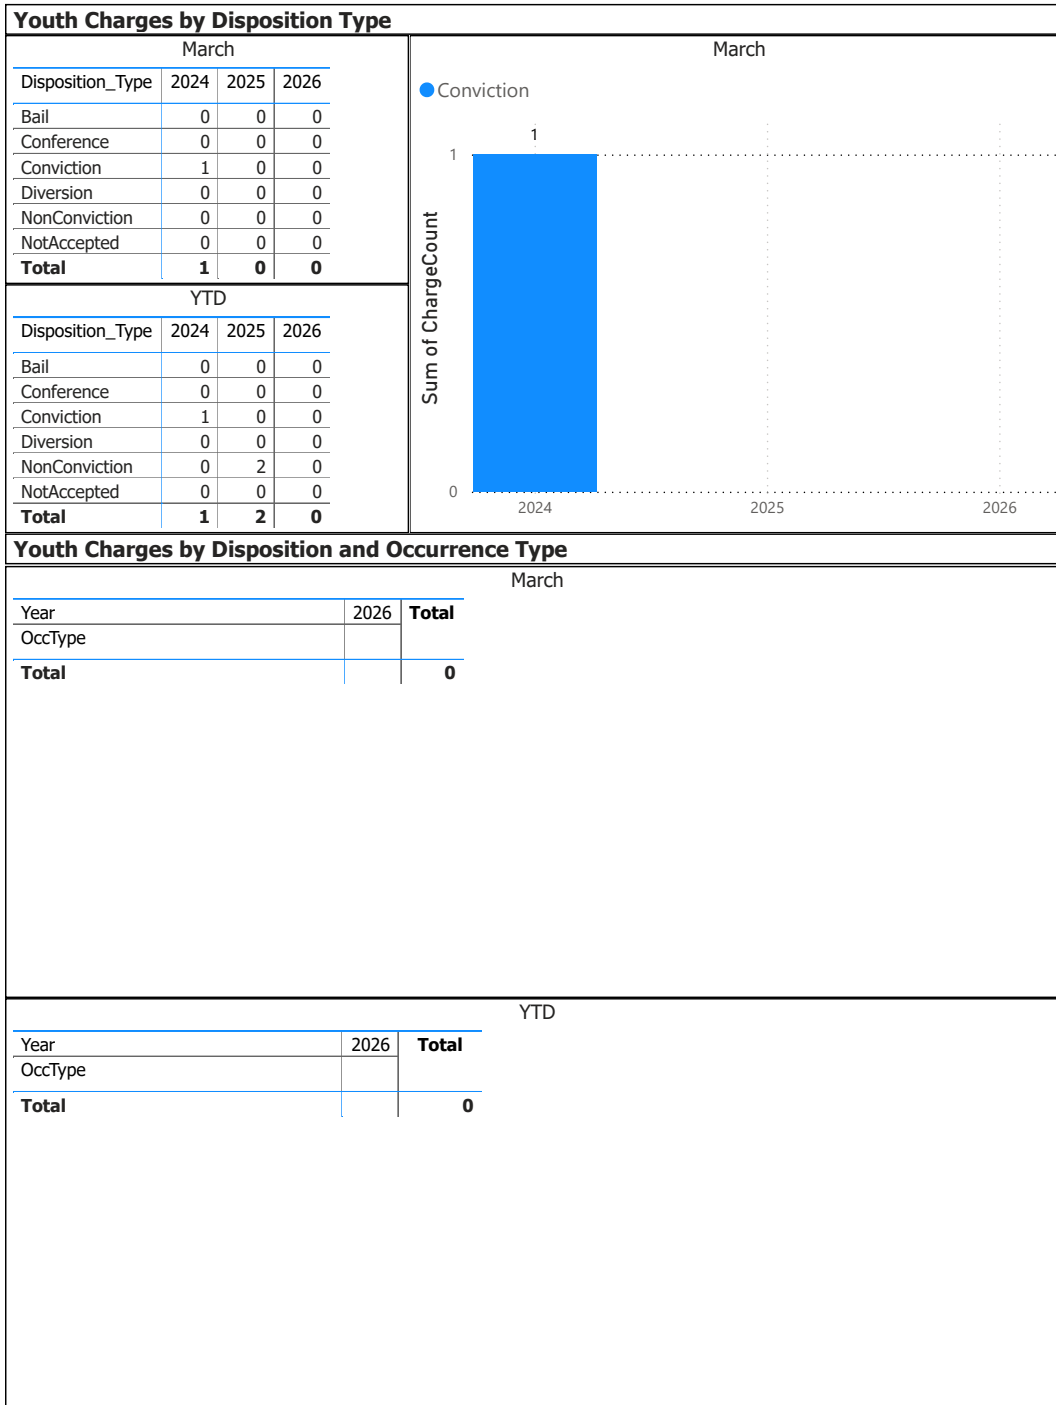 Youth Charges by Disposition Type
March
Disposition_Type 2024 2025 2026
Bail 0 0 0
Conference 0 0 0
Conviction 1 0 0
Diversion 0 0 0
NonConviction 0 0 0
NotAccepted 0 0 0
Total 1 0 0
YTD
Disposition_Type 2024 2025 2026
Bail 0 0 0
Conference 0 0 0
Conviction 1 0 0
Diversion 0 0 0
NonConviction 0 2 0
NotAccepted 0 0 0
Total 1 2 0
March
Conviction
1
1
Sum of ChargeCount
0
2024 2025 2026
Youth Charges by Disposition and Occurrence Type
March
Year 2026 Total
OccType
Total 0
YTD
Year 2026 Total
OccType
Total 0